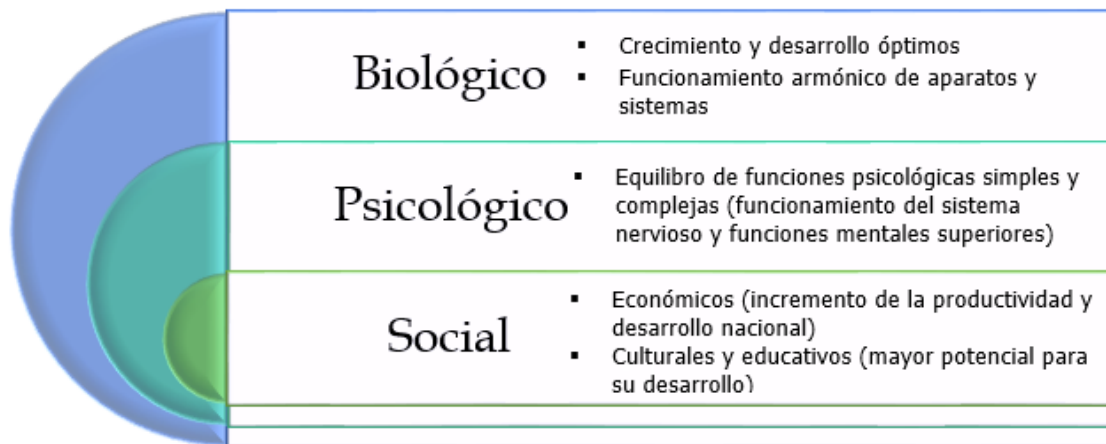 Biológico
▪ Crecimiento y desarrollo óptimos
▪ Funcionamiento armónico de aparatos y
sistemas
Psicológico
▪ Equilibro de funciones psicológicas simples y
complejas (funcionamiento del sistema
nervioso y funciones mentales superiores)
Social
▪ Económicos (incremento de la productividad y
desarrollo nacional)
▪ Culturales y educativos (mayor potencial para
su desarrollo)